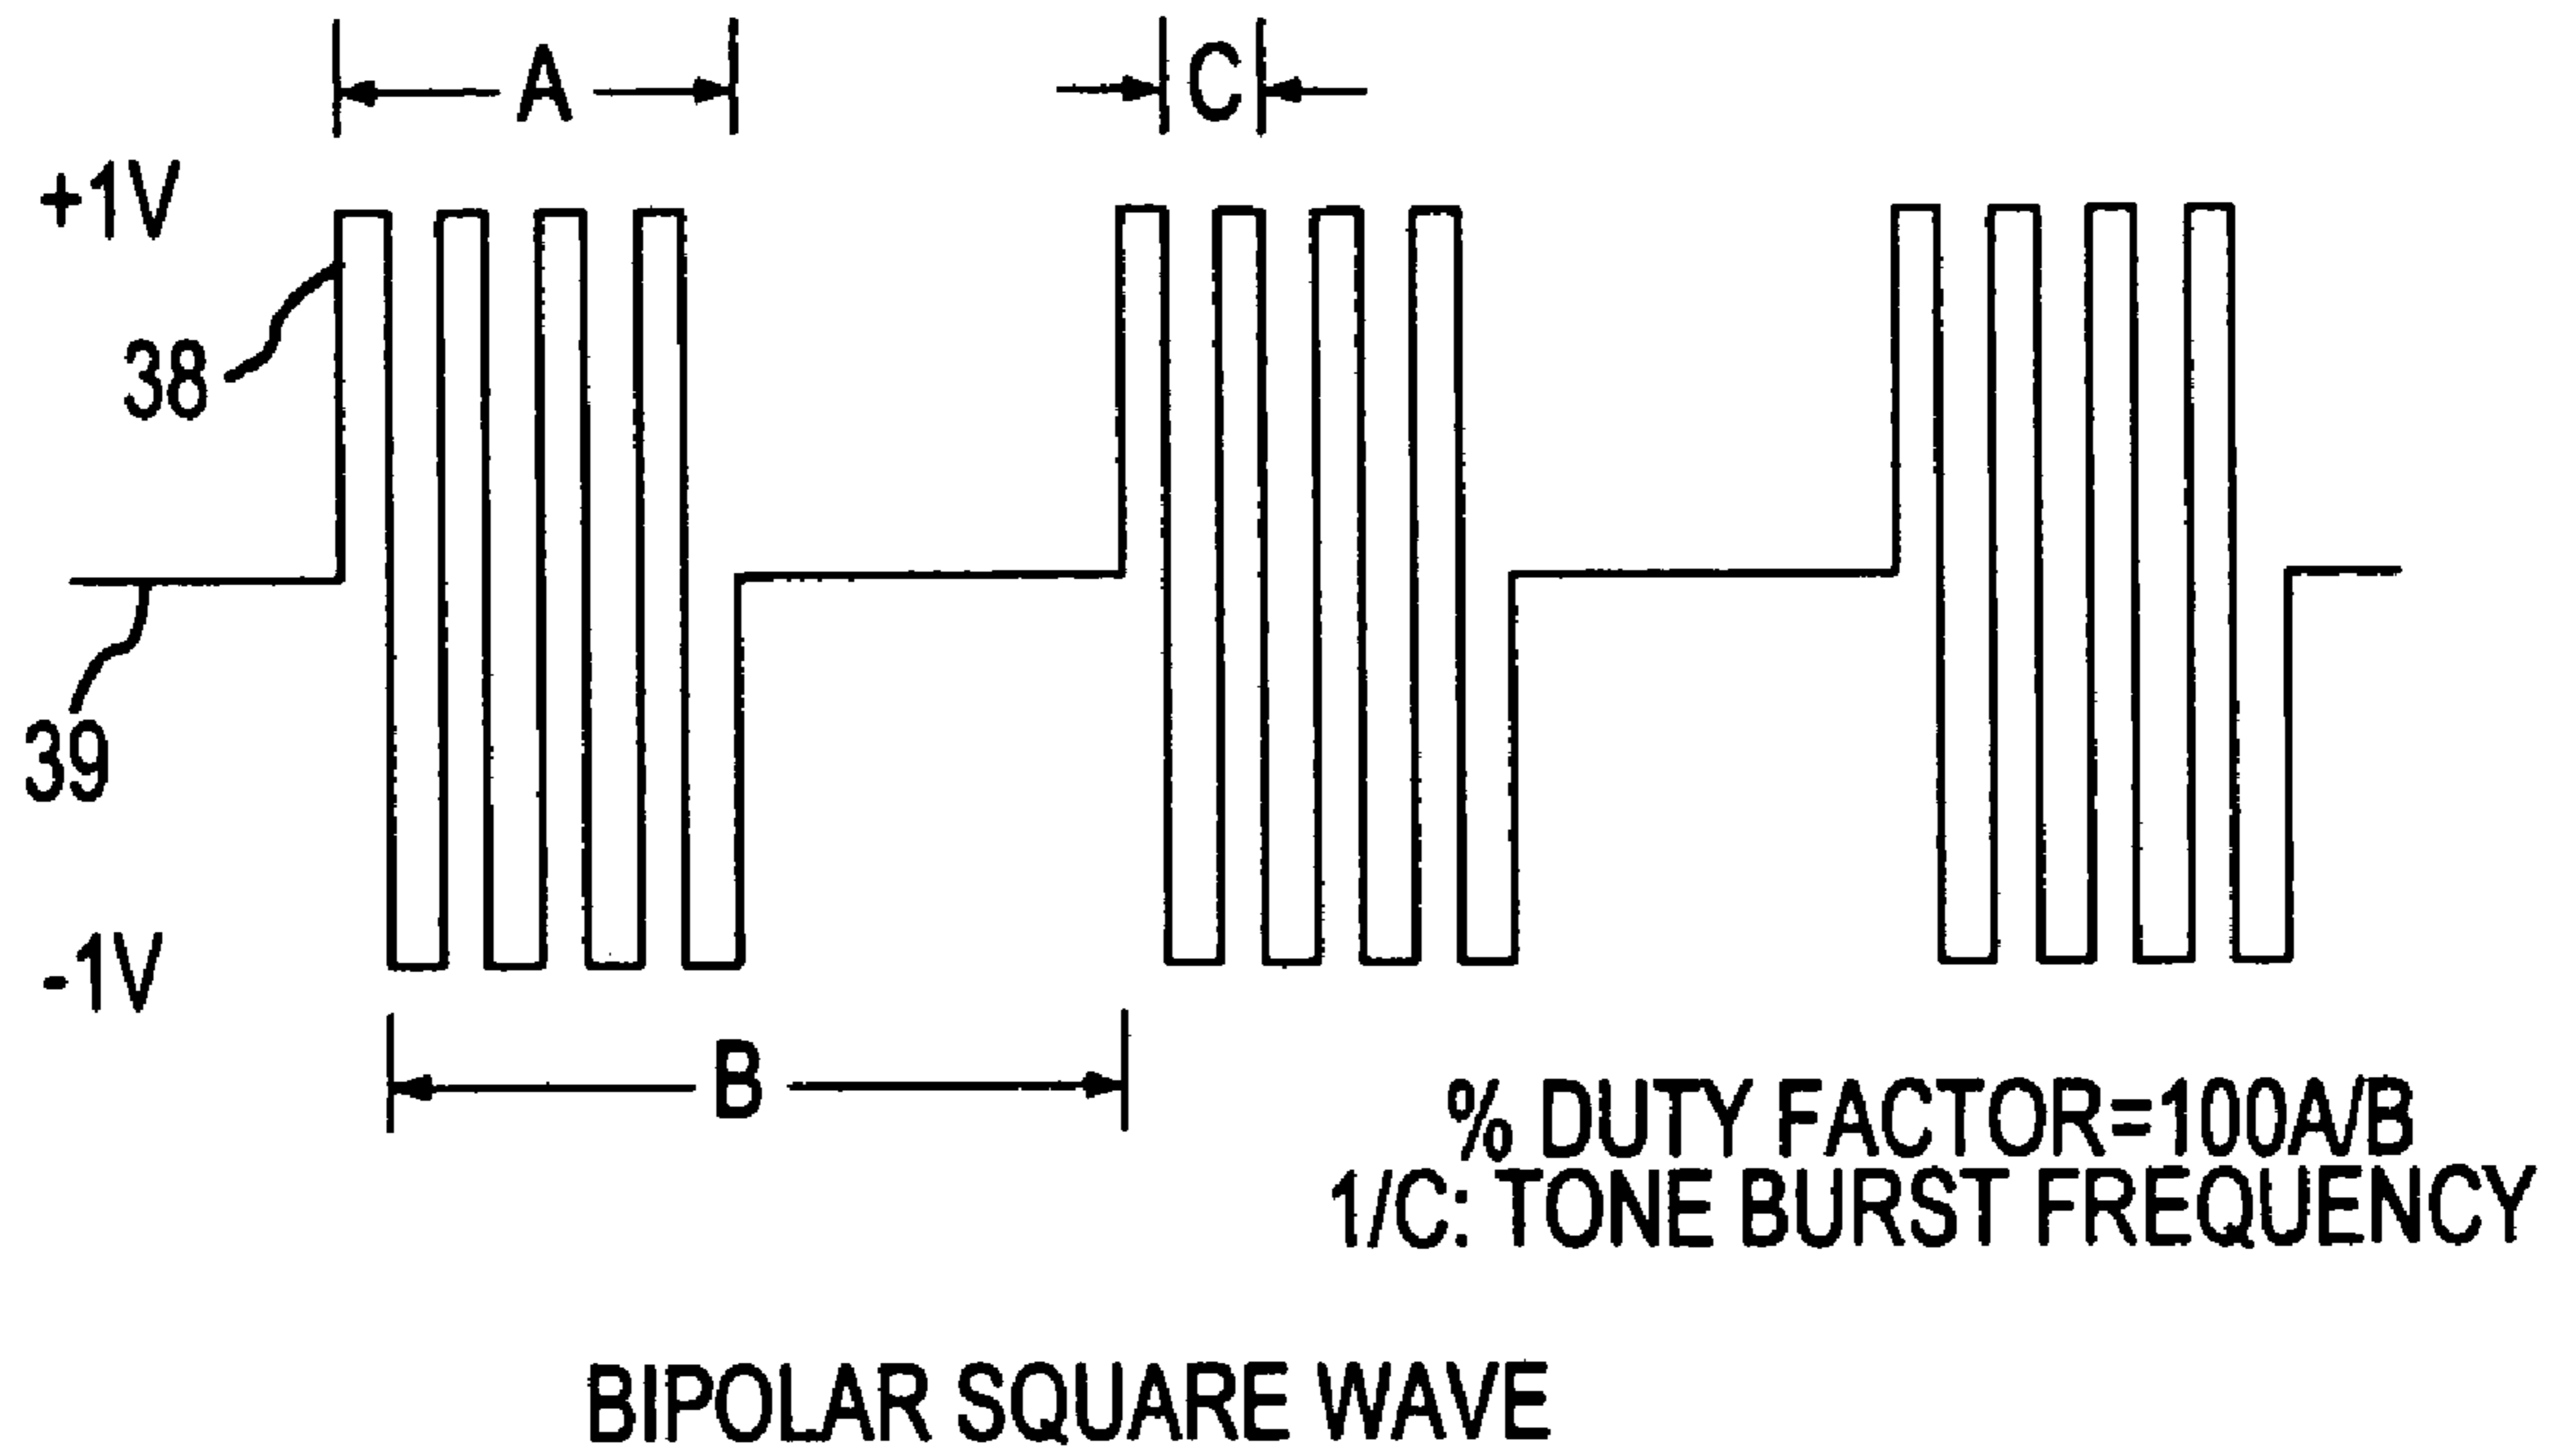 A
C
+1V
38
39
-1V
B
% DUTY FACTOR=100A/B
1/C: TONE BURST FREQUENCY
BIPOLAR SQUARE WAVE